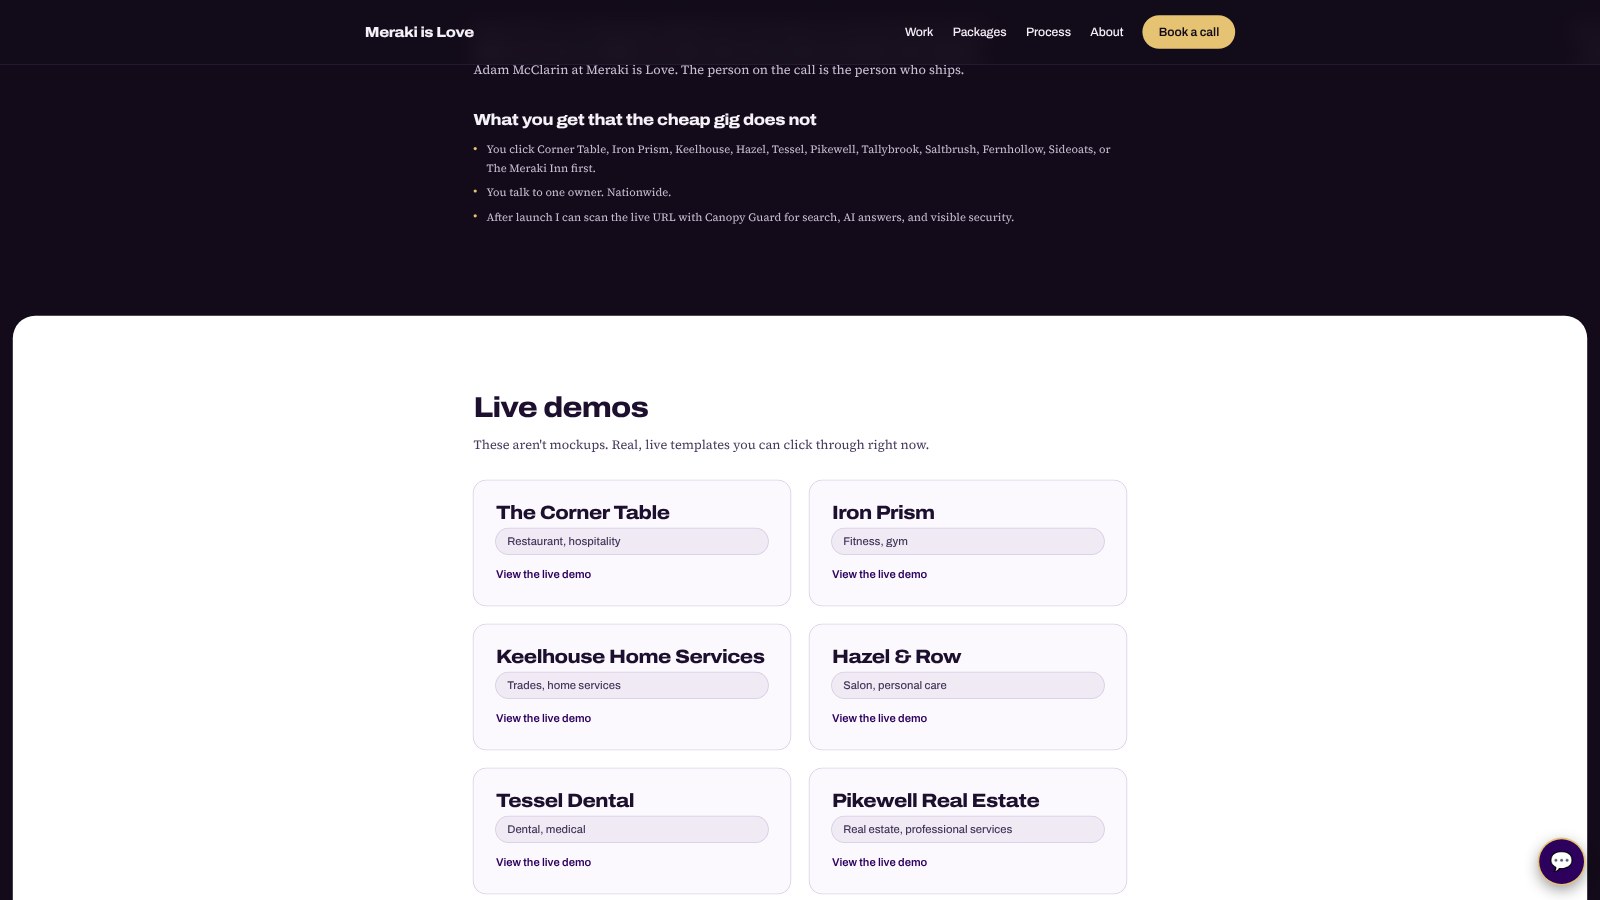 Meraki is Love
Work
Packages
Process
About
Book a call
Adam McClarin at Meraki is Love. The person on the call is the person who ships.
What you get that the cheap gig does not
• You click Corner Table, Iron Prism, Keelhouse, Hazel, Tessel, Pikewell, Tallybrook, Saltbrush, Fernhollow, Sideoats, or
The Meraki Inn first.
• You talk to one owner. Nationwide.
• After launch I can scan the live URL with Canopy Guard for search, AI answers, and visible security.
Live demos
These aren't mockups. Real, live templates you can click through right now.
The Corner Table
Restaurant, hospitality
View the live demo
Iron Prism
Fitness, gym
View the live demo
Keelhouse Home Services
Trades, home services
View the live demo
Hazel & Row
Salon, personal care
View the live demo
Tessel Dental
Dental, medical
View the live demo
Pikewell Real Estate
Real estate, professional services
View the live demo